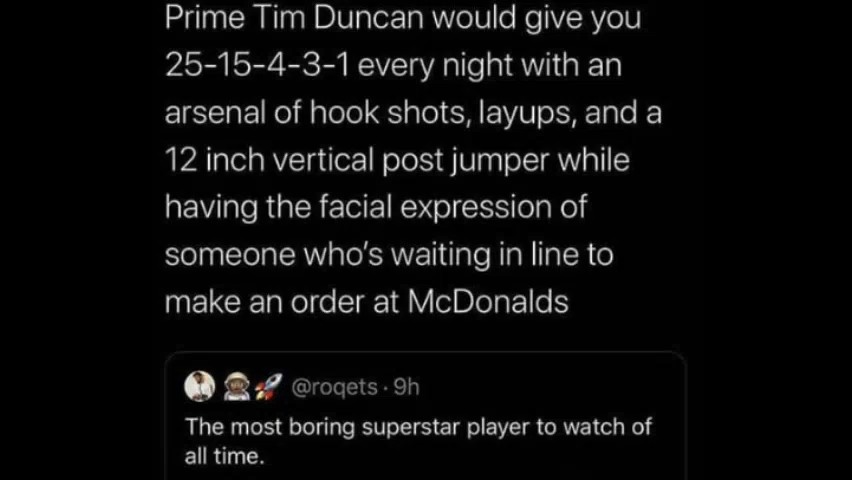 Prime Tim Duncan would give you
25-15-4-3-1 every night with an
arsenal of hook shots, layups, and a
12 inch vertical post jumper while
having the facial expression of
someone who's waiting in line to
make an order at McDonalds
@roqets · 9h
The most boring superstar player to watch of
all time.